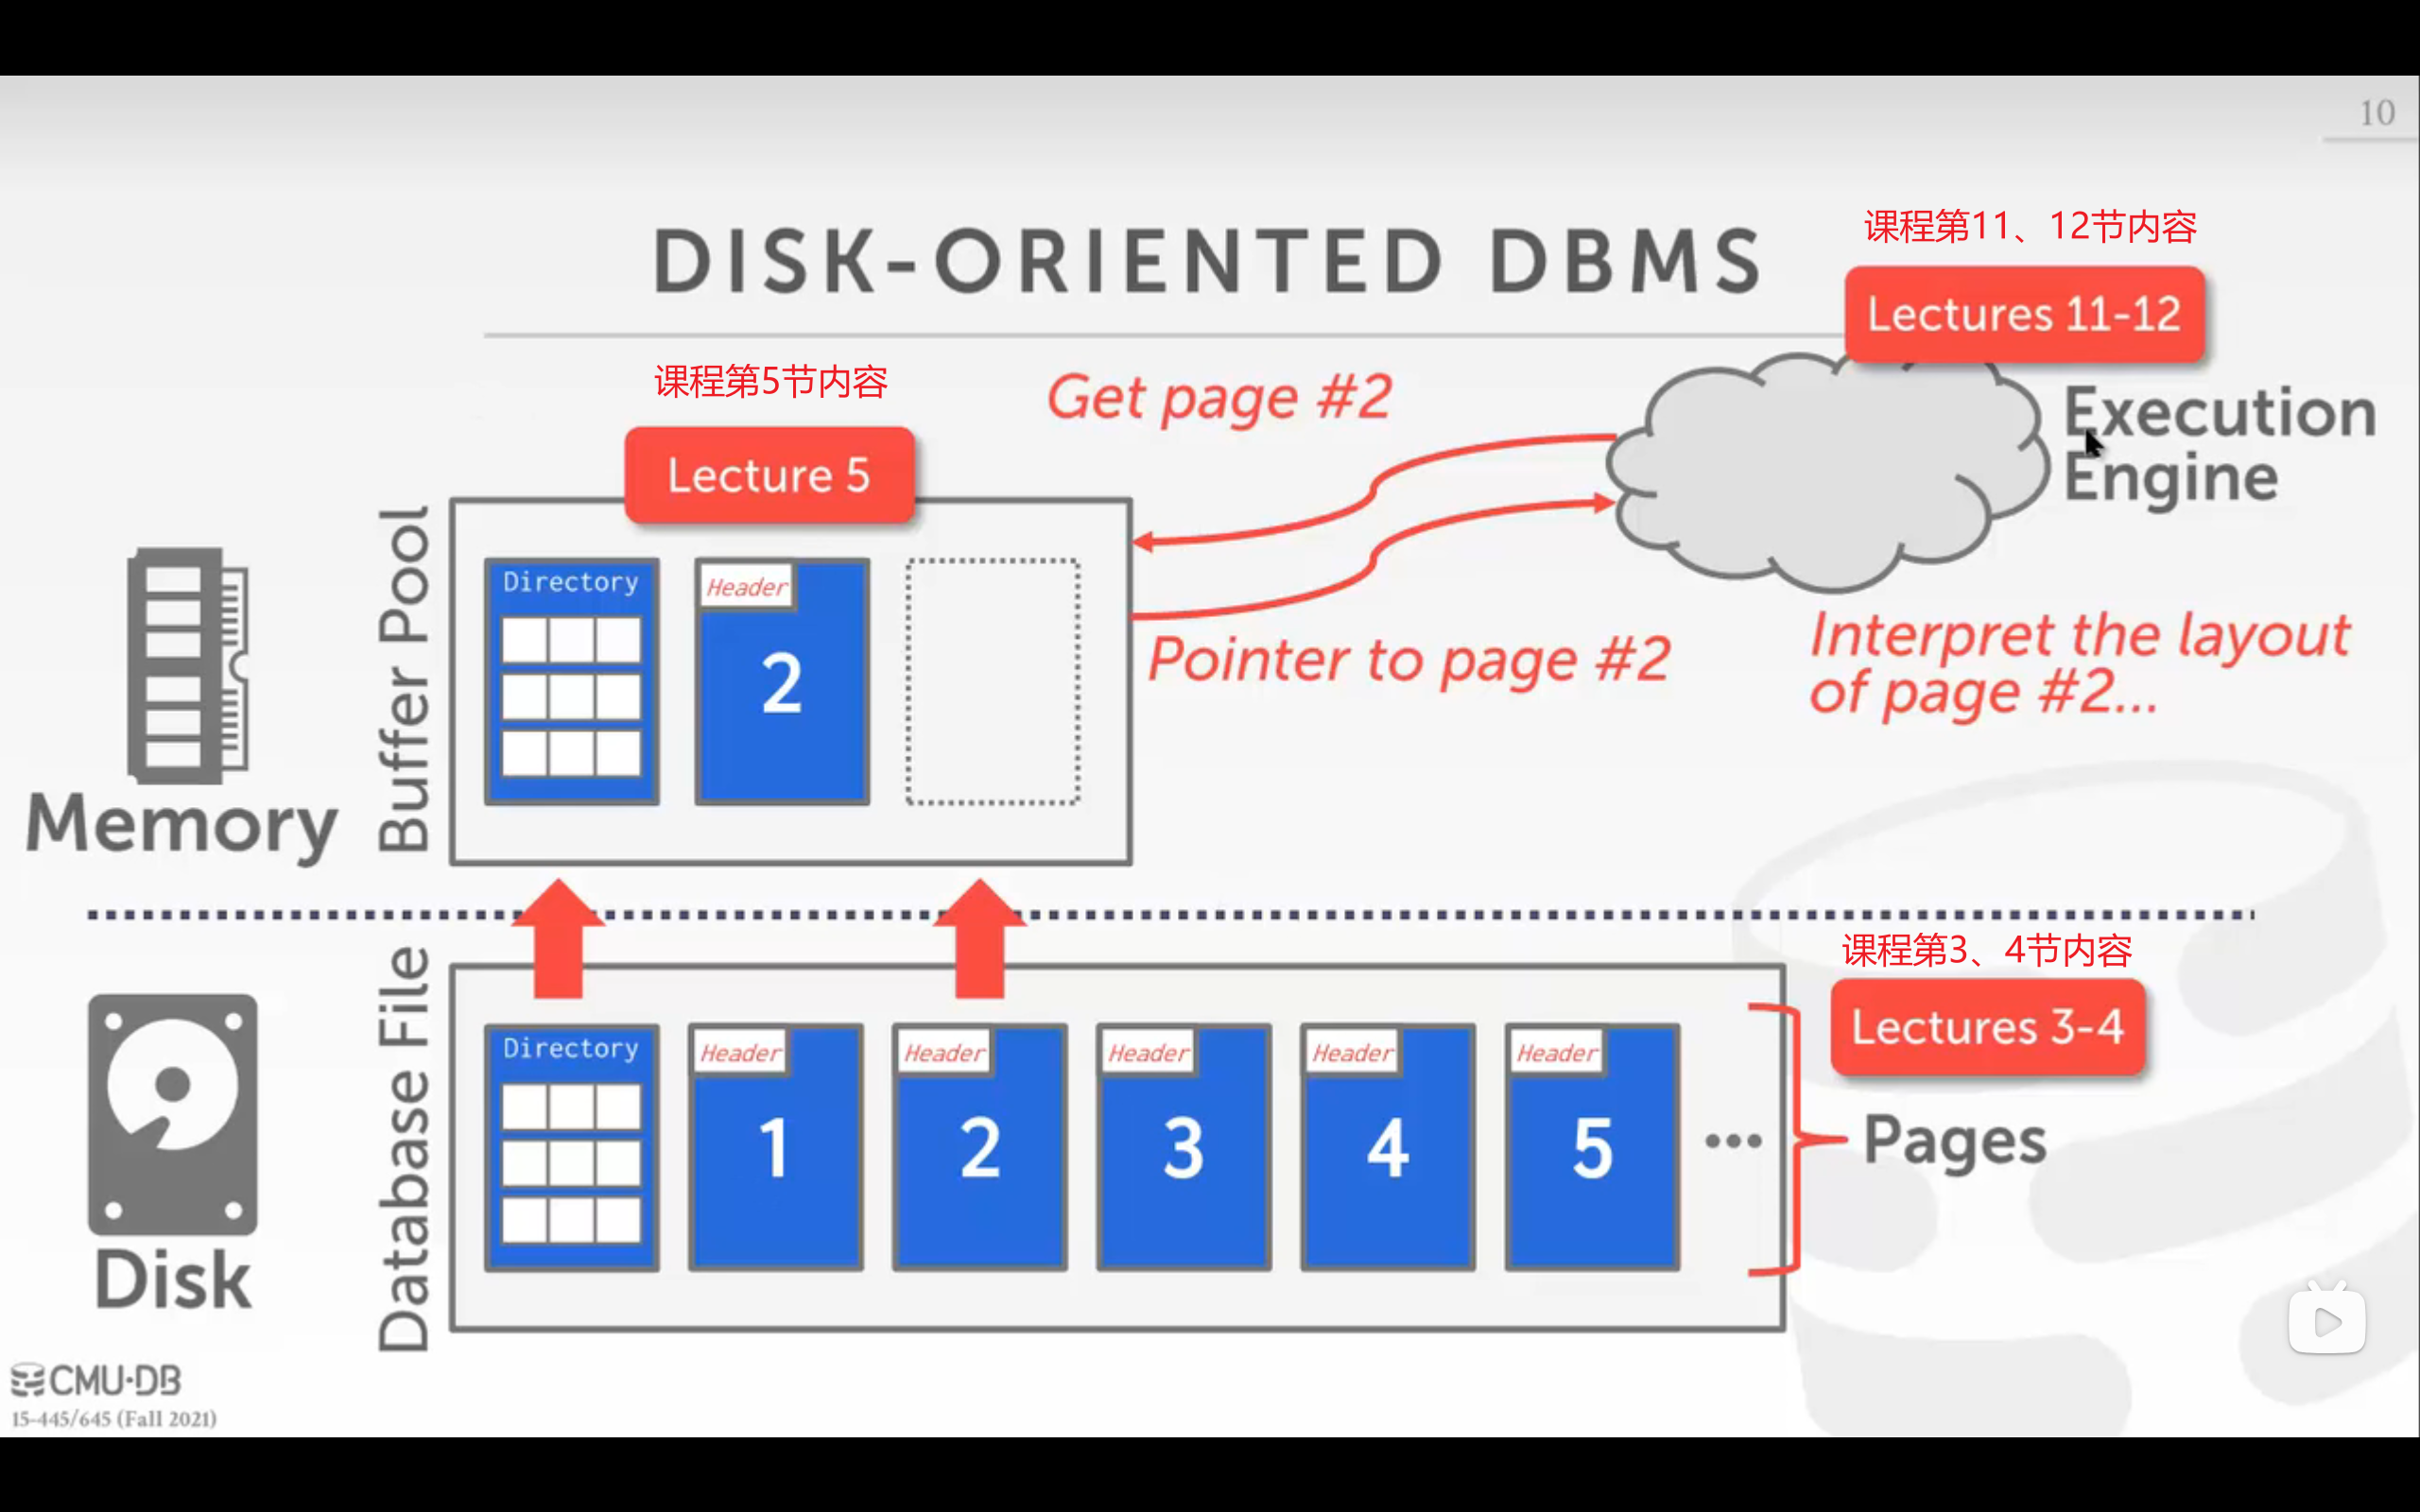 10
课程第11、12节内容
DISK-ORIENTED DBMS
Lectures 11-12
课程第5节内容
Get page #2
Execution
Engine
Lecture 5
Buffer Pool
Directory
Header
2
Pointer to page #2
Interpret the layout
of page #2...
Memory
课程第3、4节内容
Lectures 3-4
Database File
Directory
Header
1
Header
2
Header
3
Header
4
Header
5
Pages
Disk
CMU·DB
15-445/645 (Fall 2021)